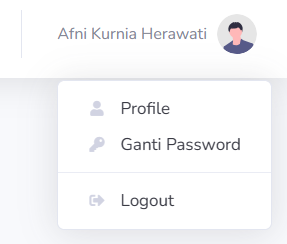 Afni Kurnia Herawati
Profile
Ganti Password
Logout